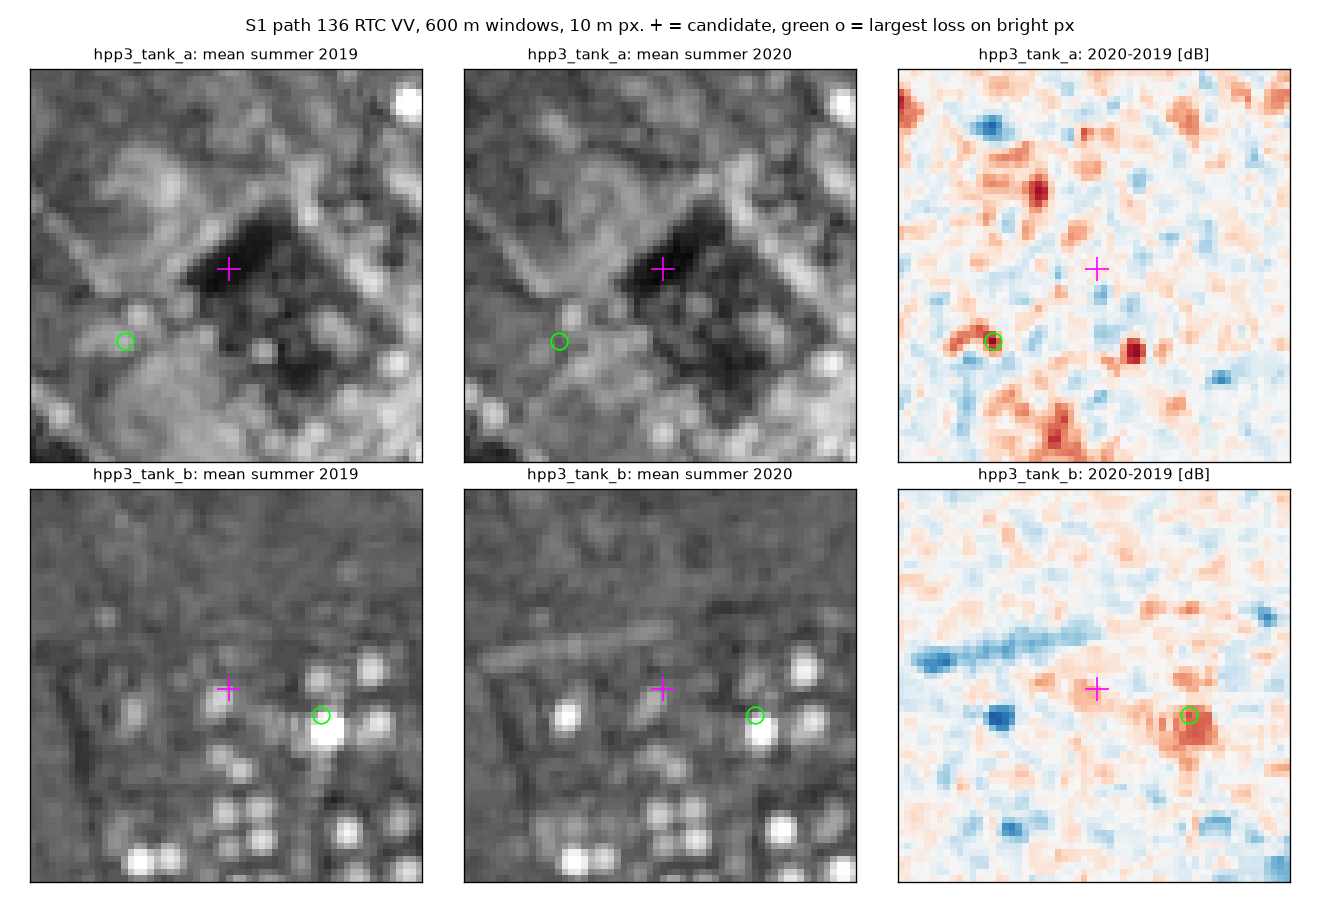 S1 path 136 RTC VV, 600 m windows, 10 m px. + = candidate, green o = largest loss on bright px
hpp3_tank_a: mean summer 2019
hpp3_tank_a: mean summer 2020
hpp3_tank_a: 2020-2019 [dB]
hpp3_tank_b: mean summer 2019
hpp3_tank_b: mean summer 2020
hpp3_tank_b: 2020-2019 [dB]